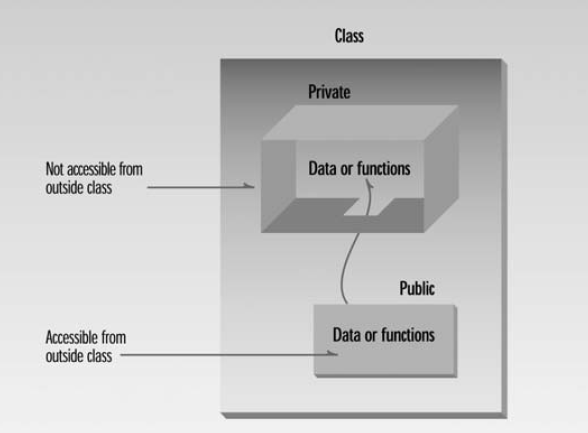 Class
Private
Data or functions
Not accessible from
outside class
Public
Data or functions
Accessible from
outside class